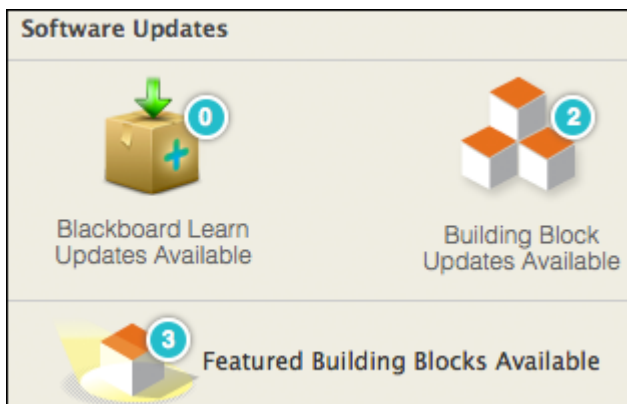 Software Updates
0
2
Blackboard Learn
Updates Available
Building Block
Updates Available
3
Featured Building Blocks Available